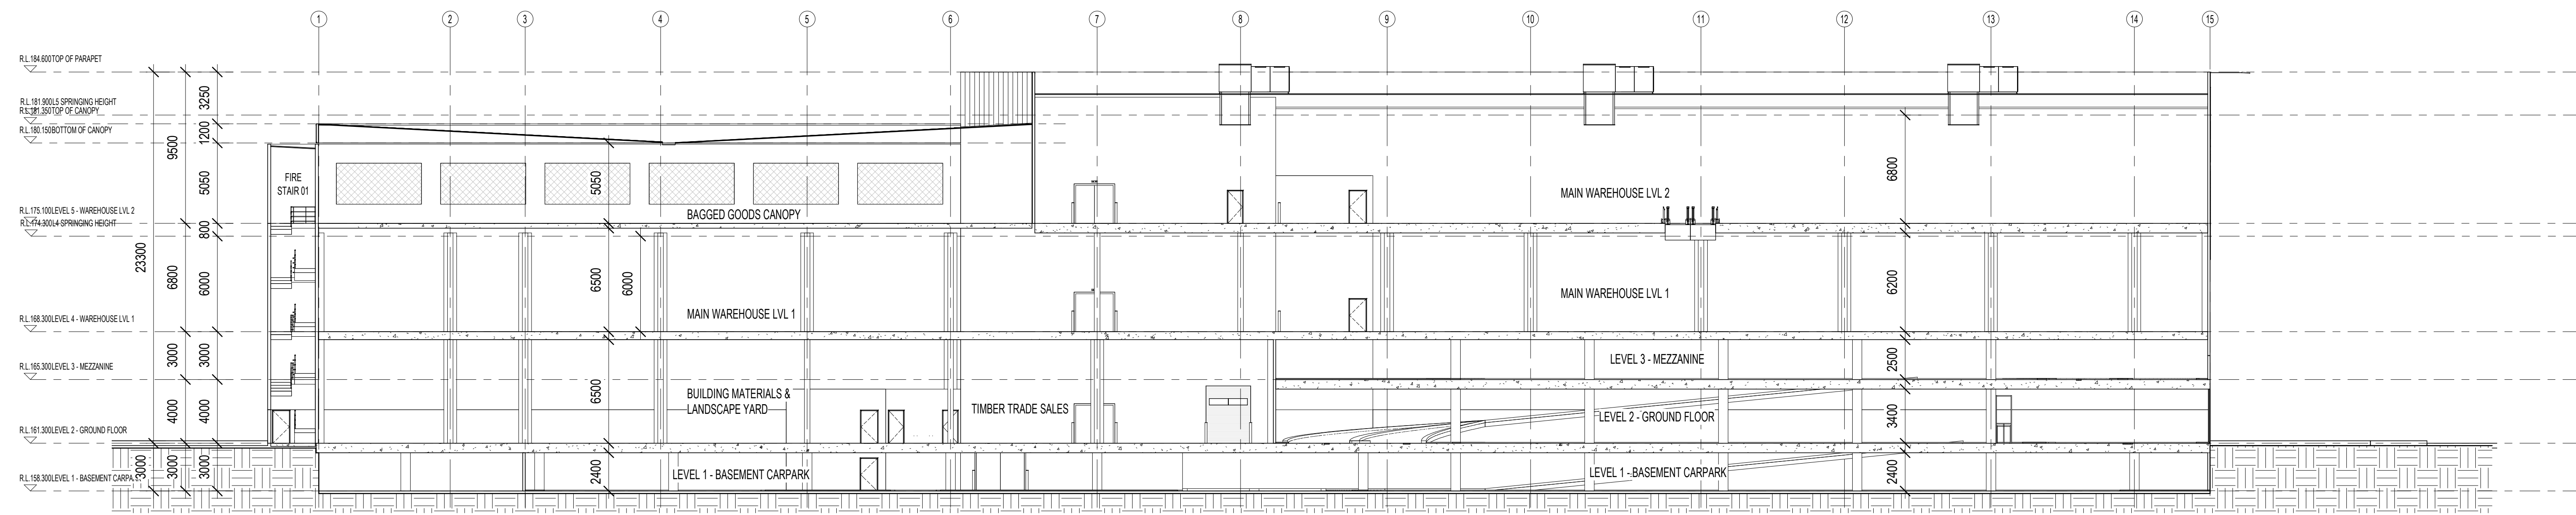 1 2 3 4 5 6 7 8 9 10 11 12 13 14 15
R.L.184.600TOP OF PARAPET
R.L.181.900L5 SPRINGING HEIGHT
R.L.181.350TOP OF CANOPY
R.L.180.150BOTTOM OF CANOPY
R.L.175.100LEVEL 5 - WAREHOUSE LVL 2
R.L.174.300L4 SPRINGING HEIGHT
R.L.168.300LEVEL 4 - WAREHOUSE LVL 1
R.L.165.300LEVEL 3 - MEZZANINE
R.L.161.300LEVEL 2 - GROUND FLOOR
R.L.158.300LEVEL 1 - BASEMENT CARPA
23300
3000
9500
6800
3000
4000
3000
3250
1200
5050
800
6000
3000
4000
3000
FIRE
STAIR 01
5050
6500
6000
6500
2400
BAGGED GOODS CANOPY
MAIN WAREHOUSE LVL 1
BUILDING MATERIALS &
LANDSCAPE YARD
LEVEL 1 - BASEMENT CARPARK
TIMBER TRADE SALES
MAIN WAREHOUSE LVL 2
MAIN WAREHOUSE LVL 1
LEVEL 3 - MEZZANINE
LEVEL 2 - GROUND FLOOR
LEVEL 1 - BASEMENT CARPARK
6800
6200
2500
3400
2400